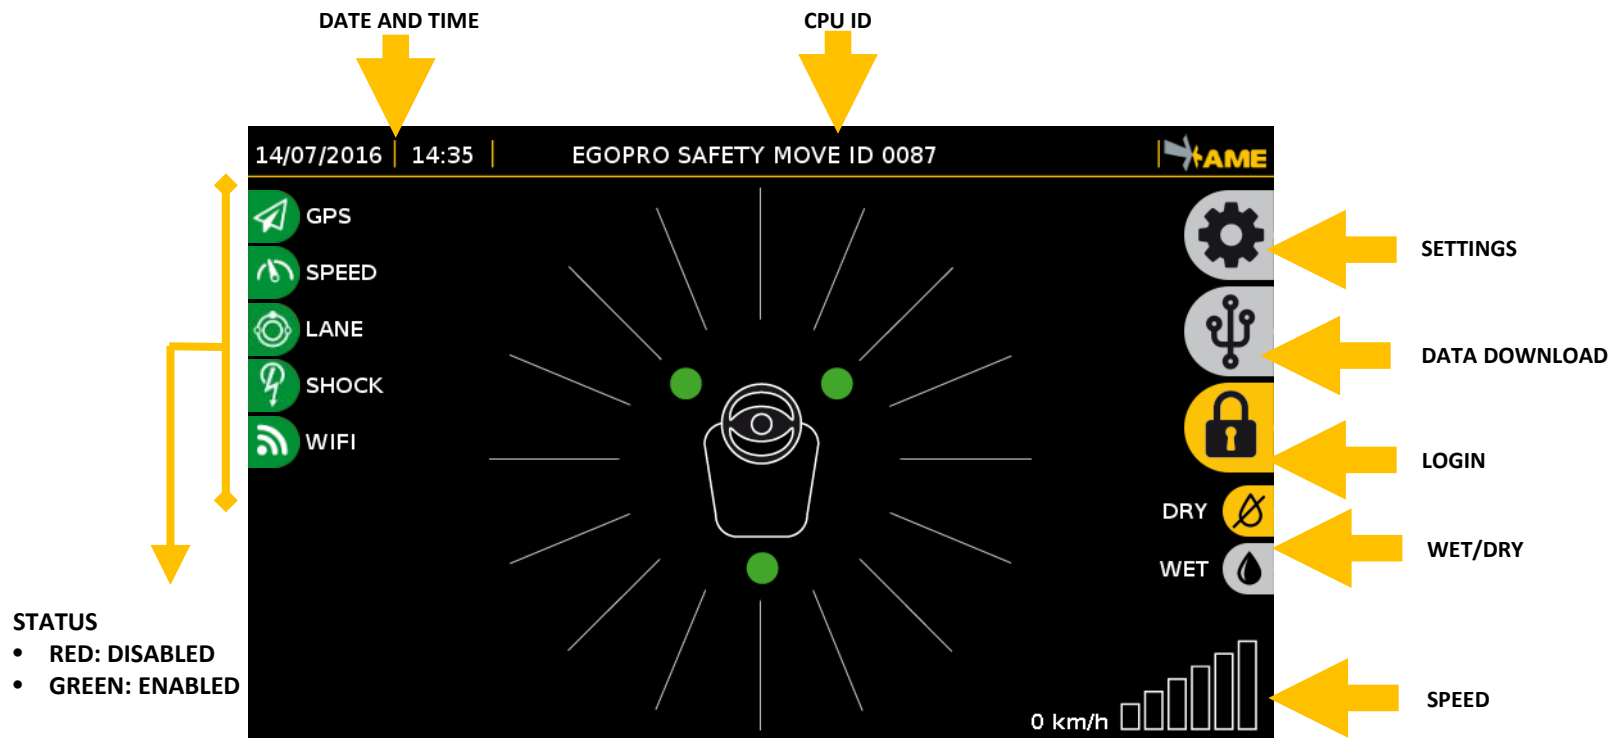 DATE AND TIME
CPU ID
14/07/2016 14:35 EGOPRO SAFETY MOVE ID 0087 AME
GPS
SPEED
LANE
SHOCK
WIFI
SETTINGS
DATA DOWNLOAD
LOGIN
DRY
WET
WET/DRY
STATUS
• RED: DISABLED
• GREEN: ENABLED
0 km/h
SPEED